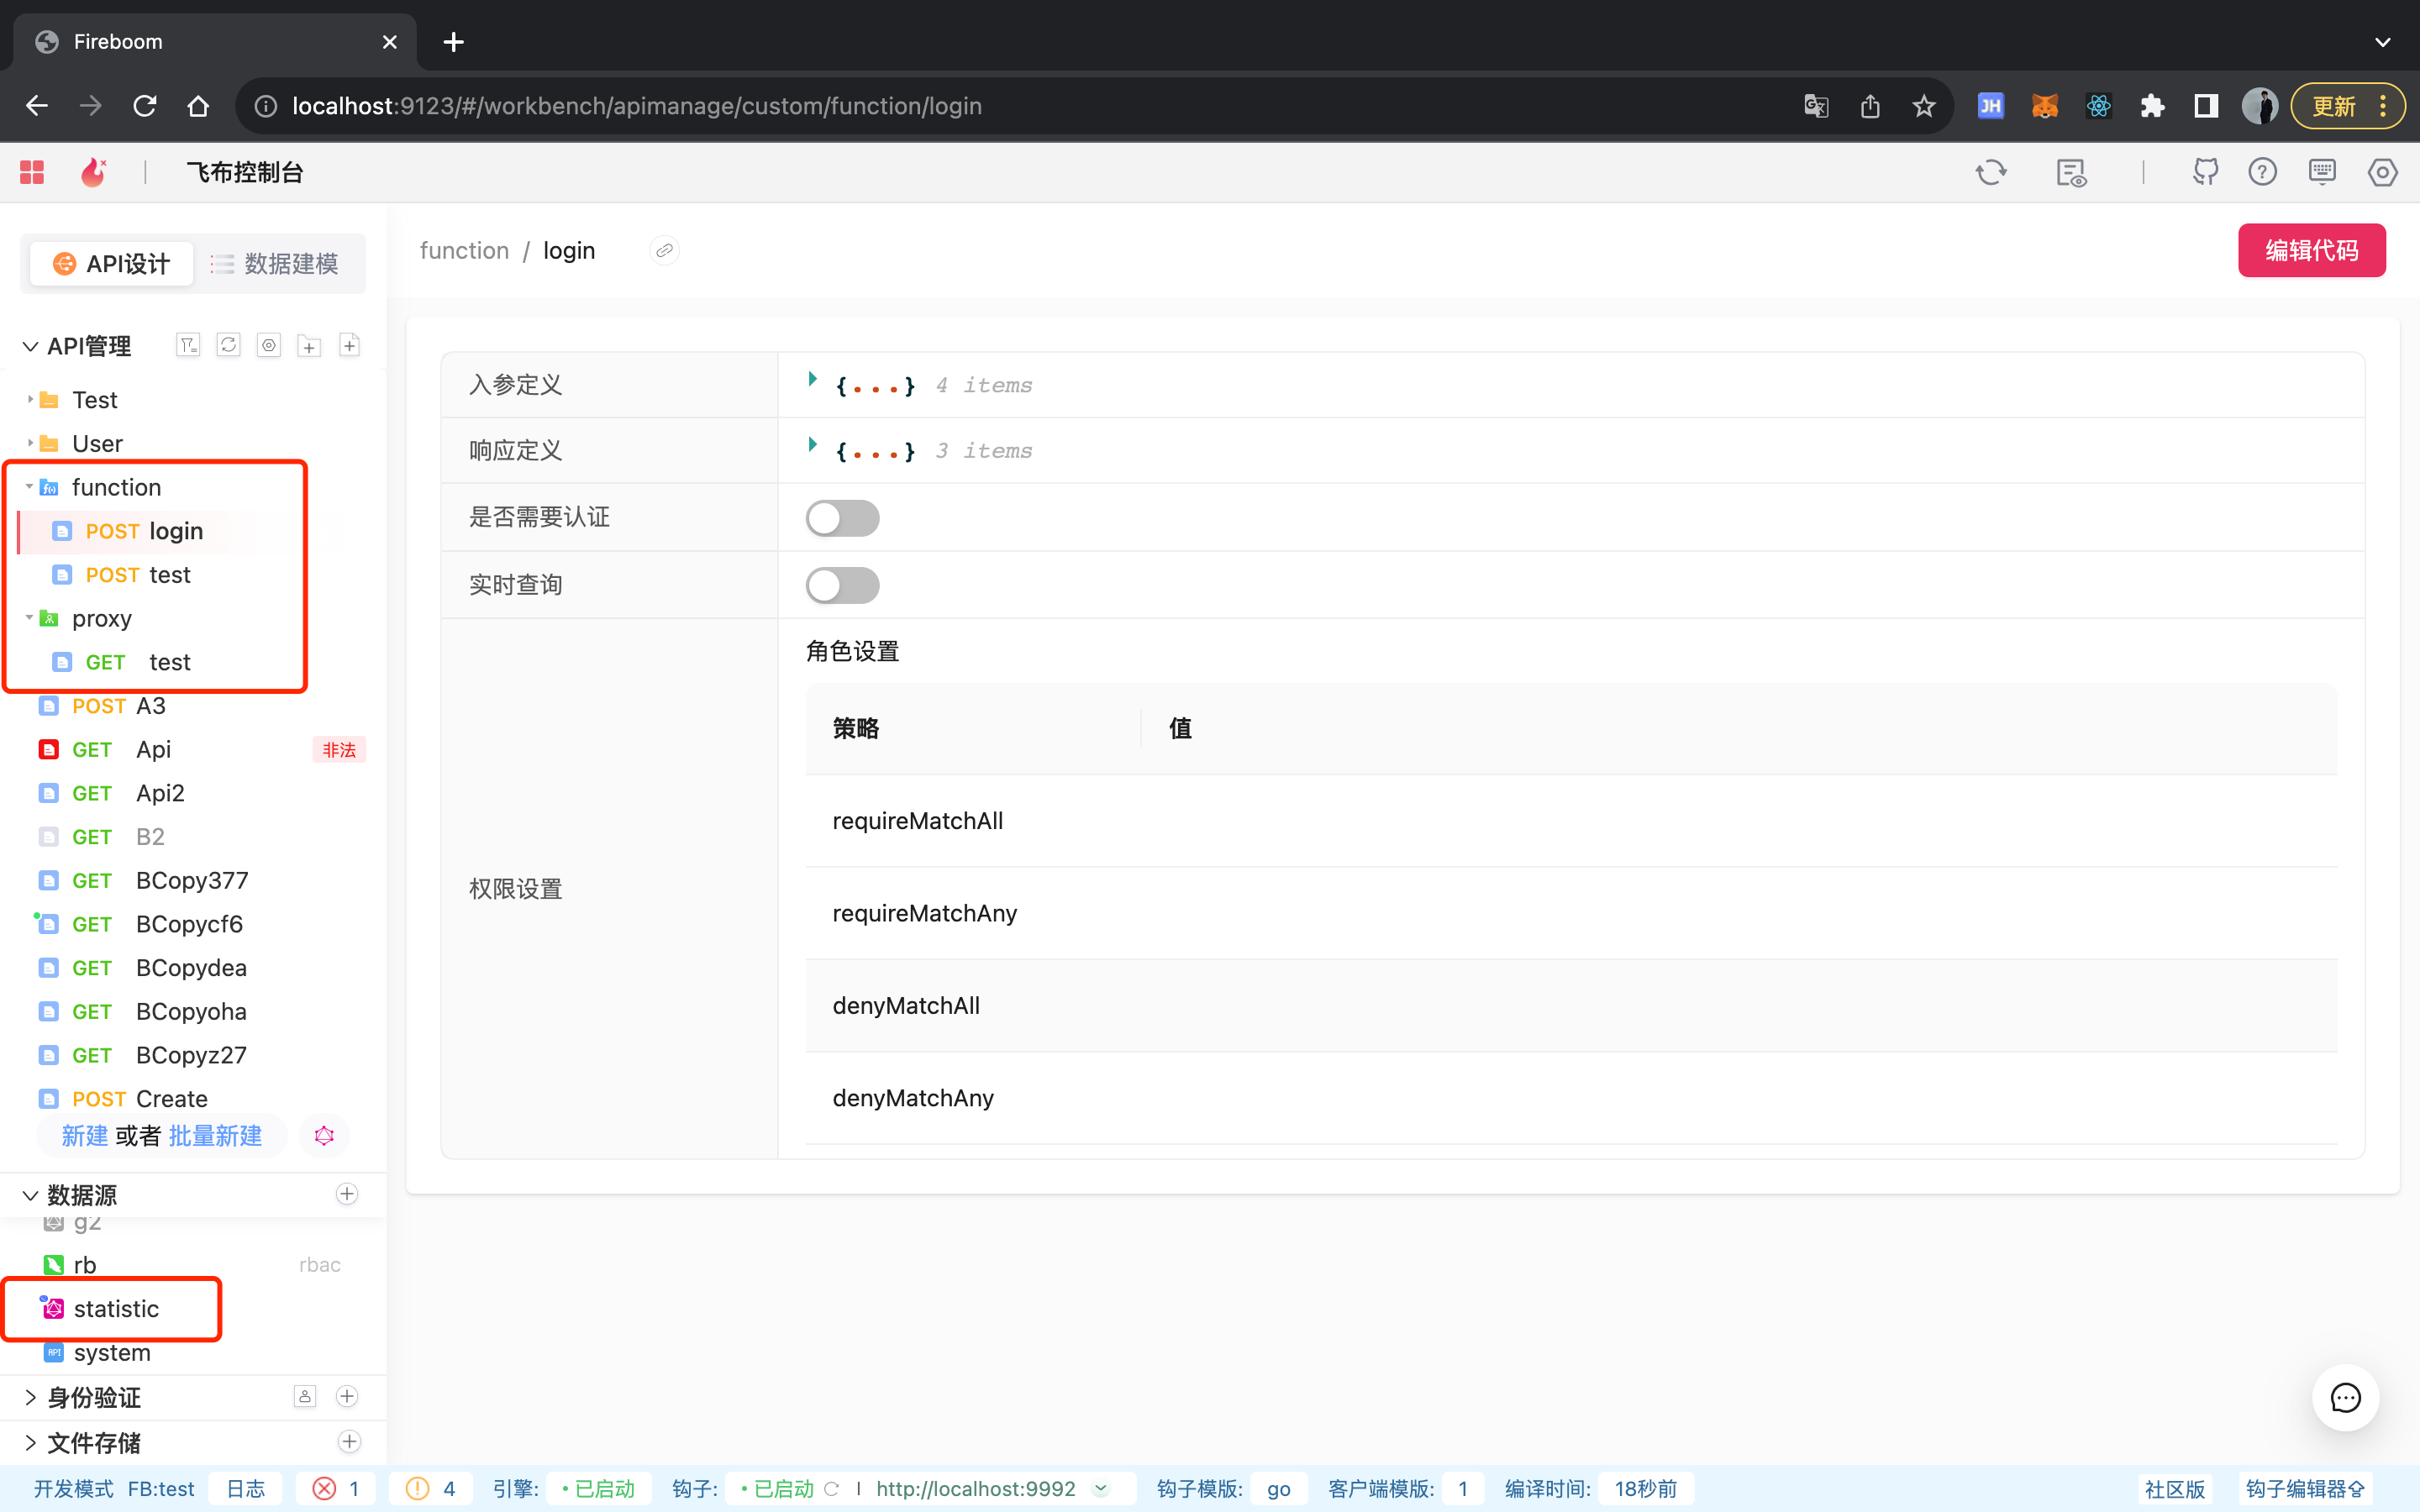 Fireboom
localhost:9123/#/workbench/apimanage/custom/function/login
JH
更新
飞布控制台
API设计
数据建模
function / login
编辑代码
API管理
Test
User
function
POST login
POST test
proxy
GET test
POST A3
GET Api 非法
GET Api2
GET B2
GET BCopy377
GET BCopycf6
GET BCopydea
GET BCopyoha
GET BCopyz27
POST Create
新建 或者 批量新建
数据源
g2
rb rbac
statistic
API system
身份验证
文件存储
入参定义 {...} 4 items
响应定义 {...} 3 items
是否需要认证
实时查询
权限设置
角色设置
策略 值
requireMatchAll
requireMatchAny
denyMatchAll
denyMatchAny
开发模式 FB:test 日志 1 4 引擎: 已启动 钩子: 已启动 | http://localhost:9992 钩子模版: go 客户端模版: 1 编译时间: 18秒前 社区版 钩子编辑器